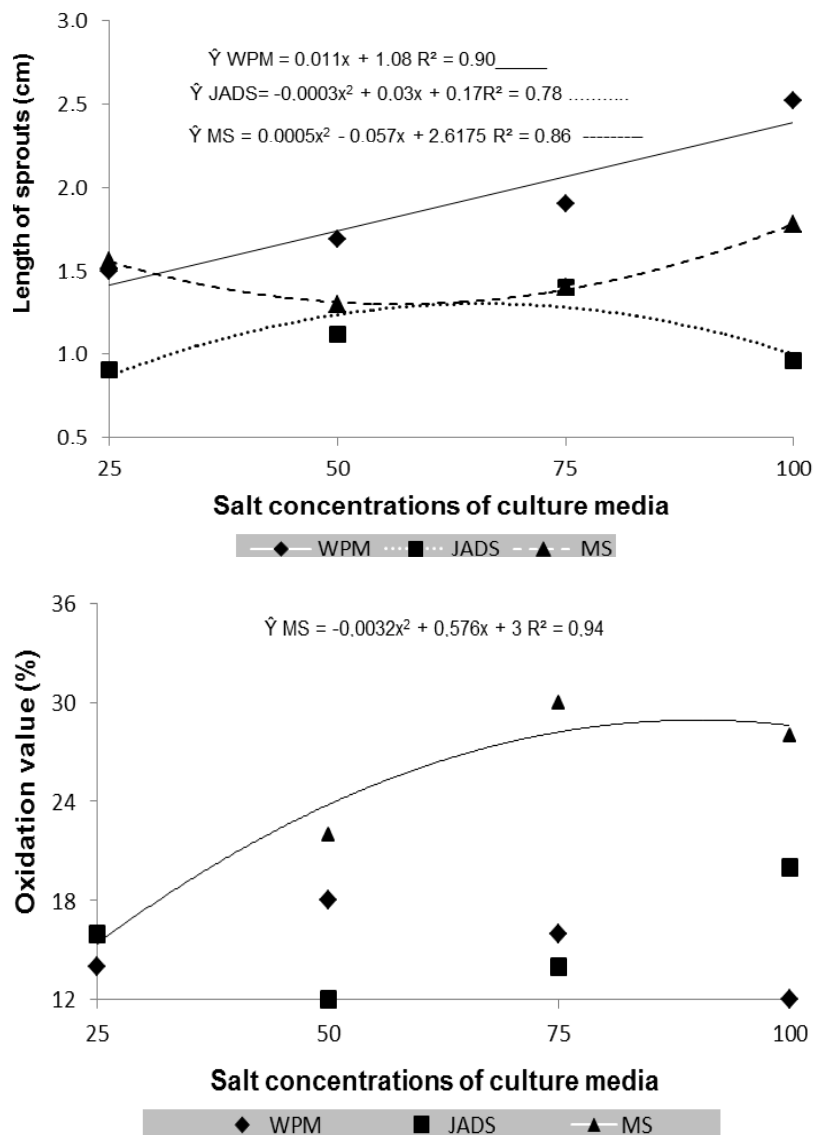 3.0
Ŷ WPM = 0.011x + 1.08 R² = 0.90_____
Ŷ JADS= -0.0003x² + 0.03x + 0.17R² = 0.78 ...........
2.5
Ŷ MS = 0.0005x² - 0.057x + 2.6175 R² = 0.86 ---------
2.0
Length of sprouts (cm)
1.5
1.0
0.5
25 50 75 100
Salt concentrations of culture media
WPM JADS MS
36
Ŷ MS = -0.0032x² + 0.576x + 3 R² = 0.94
30
Oxidation value (%)
24
18
12
25 50 75 100
Salt concentrations of culture media
WPM JADS MS